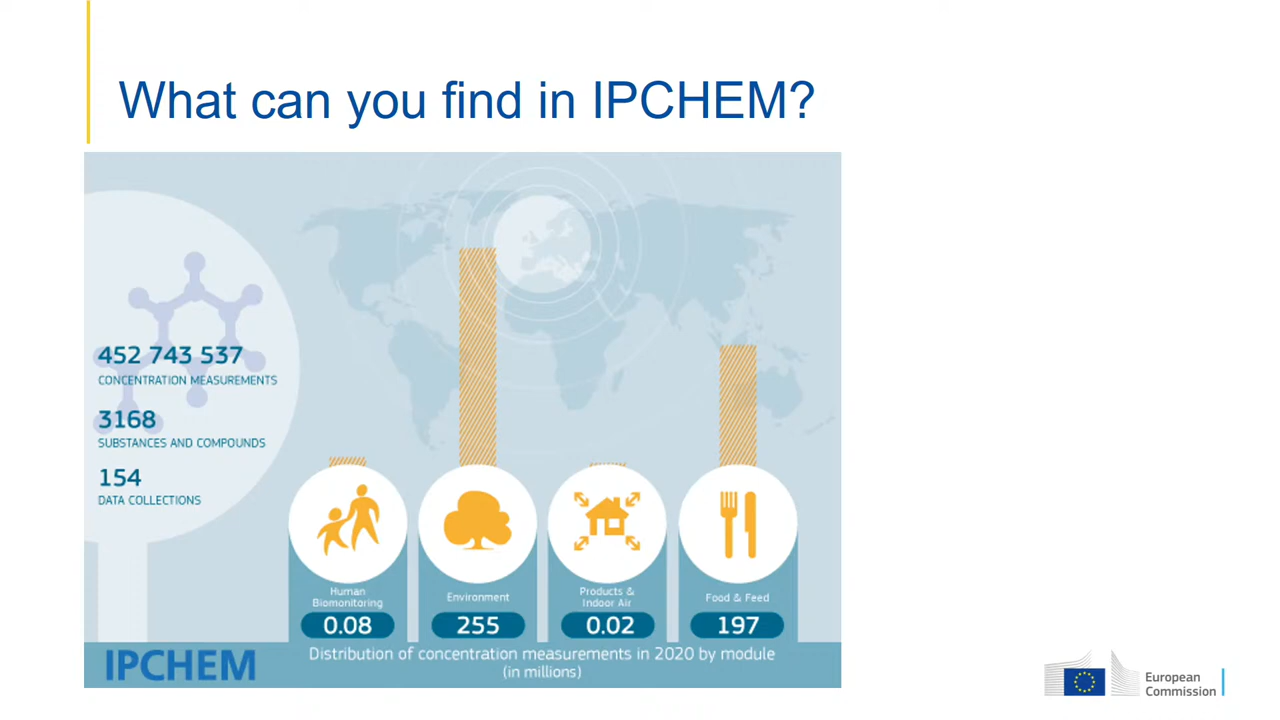 What can you find in IPCHEM?
452 743 537
CONCENTRATION MEASUREMENTS
3168
SUBSTANCES AND COMPOUNDS
154
DATA COLLECTIONS
Human
Biomonitoring
0.08
Environment
255
Products &
Indoor Air
0.02
Food & Feed
197
IPCHEM
Distribution of concentration measurements in 2020 by module
(in millions)
European
Commission